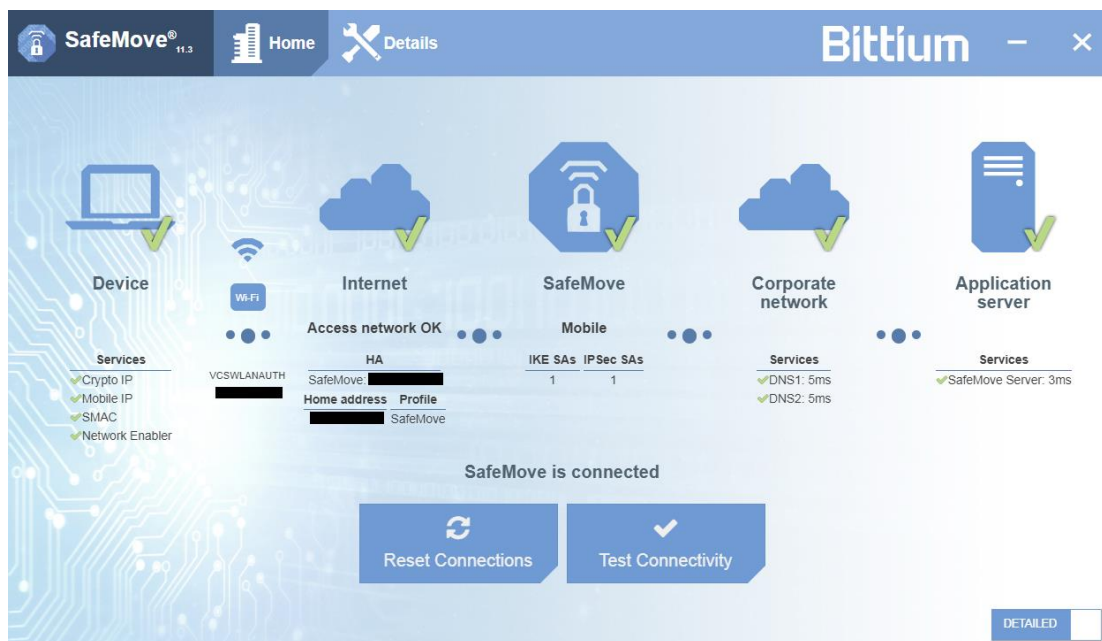 SafeMove® 11.3
Home
Details
Bittium
Device
Wi-Fi
Internet
SafeMove
Corporate
network
Application
server
Access network OK
Mobile
Services
Crypto IP
Mobile IP
SMAC
Network Enabler
VCSWLANAUTH
HA
SafeMove:
Home address Profile
SafeMove
IKE SAs IPSec SAs
1 1
Services
DNS1: 5ms
DNS2: 5ms
Services
SafeMove Server: 3ms
SafeMove is connected
Reset Connections
Test Connectivity
DETAILED